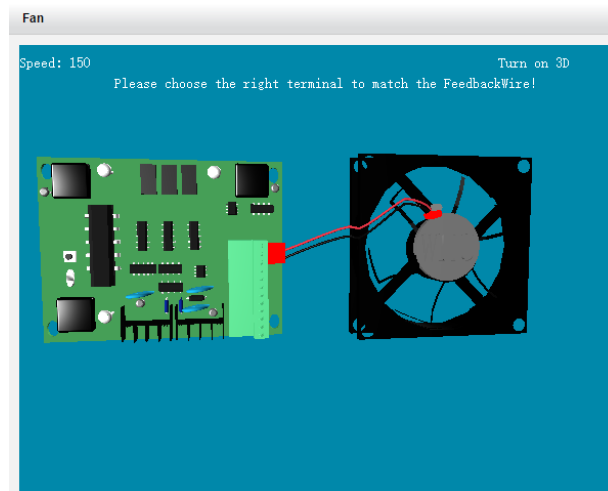 Fan
Speed: 150
Turn on 3D
Please choose the right terminal to match the FeedbackWire!